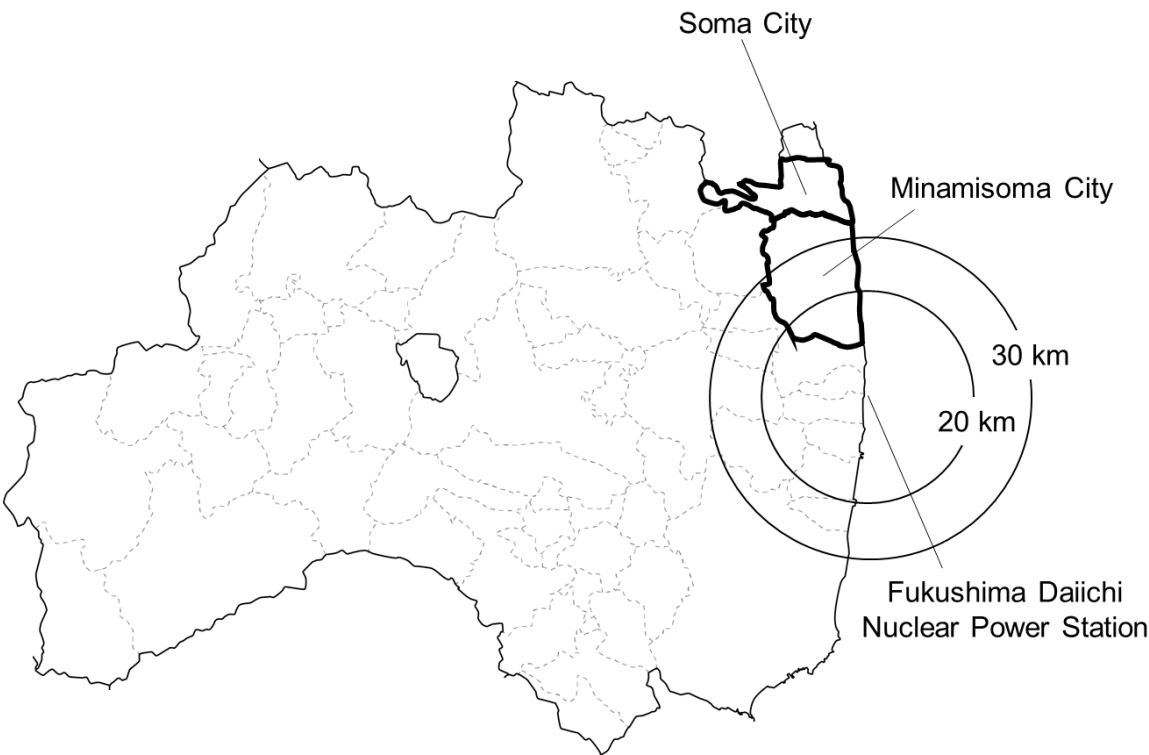 Soma City
Minamisoma City
30 km
20 km
Fukushima Daiichi
Nuclear Power Station